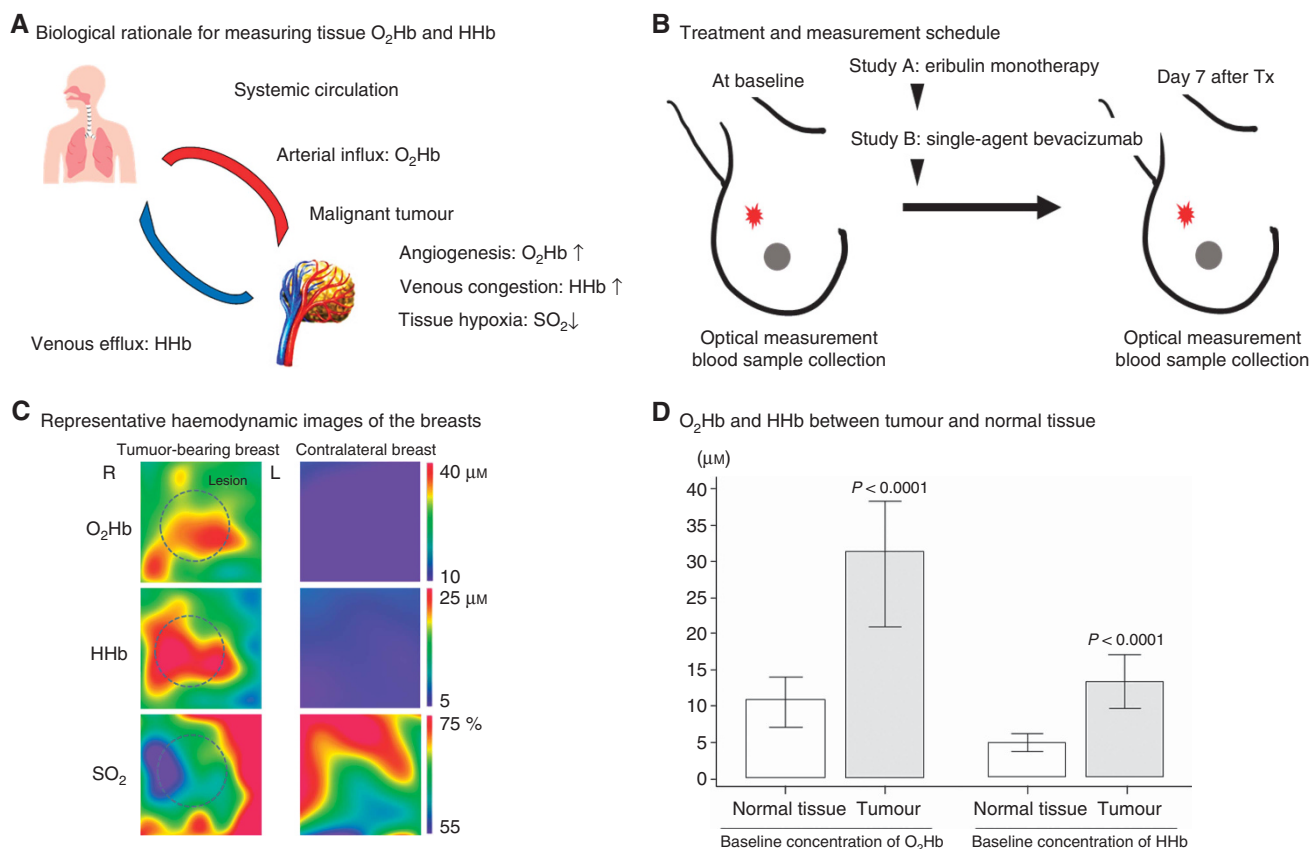 A Biological rationale for measuring tissue O₂Hb and HHb
Systemic circulation
Arterial influx: O₂Hb
Malignant tumour
Angiogenesis: O₂Hb ↑
Venous congestion: HHb ↑
Tissue hypoxia: SO₂↓
Venous efflux: HHb
B Treatment and measurement schedule
At baseline
Study A: eribulin monotherapy
Study B: single-agent bevacizumab
Day 7 after Tx
Optical measurement
blood sample collection
Optical measurement
blood sample collection
C Representative haemodynamic images of the breasts
Tumuor-bearing breast
Contralateral breast
R
L
Lesion
O₂Hb
40 μM
10
HHb
25 μM
5
SO₂
75 %
55
D O₂Hb and HHb between tumour and normal tissue
(μM)
40
35
30
25
20
15
10
5
0
P < 0.0001
P < 0.0001
Normal tissue Tumour
Normal tissue Tumour
Baseline concentration of O₂Hb
Baseline concentration of HHb